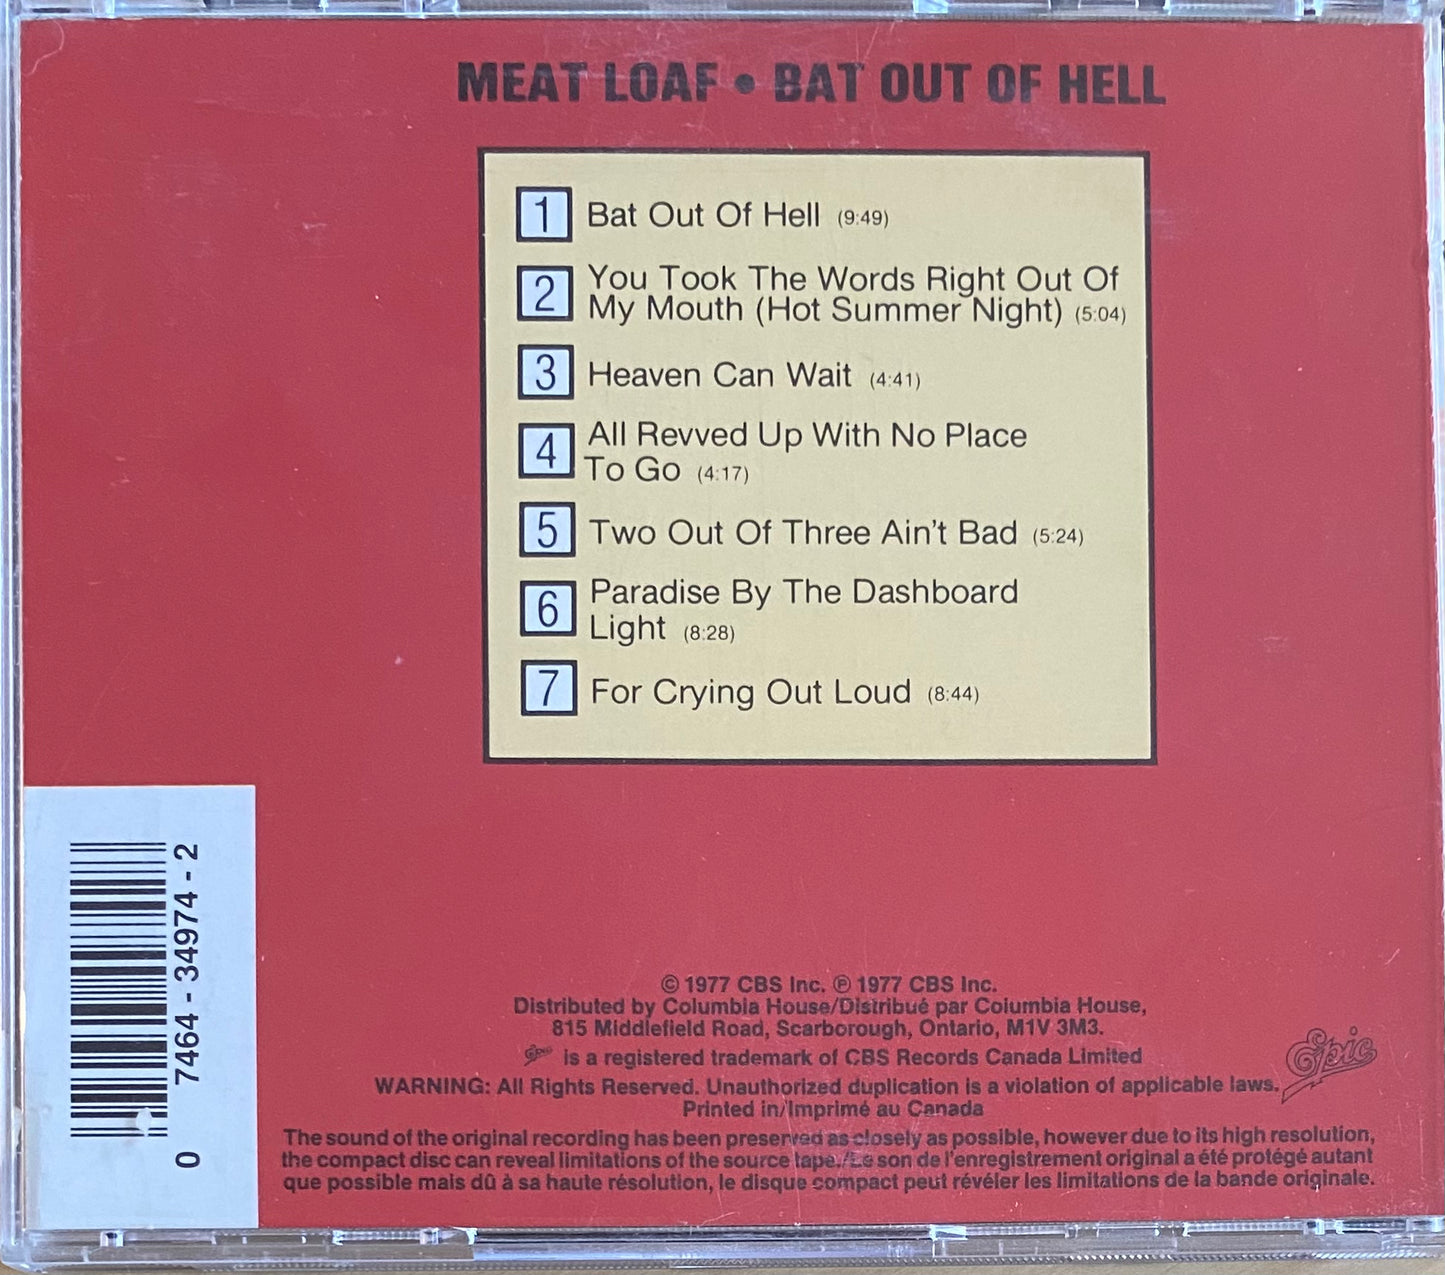 MEAT LOAF • BAT OUT OF HELL
1 Bat Out Of Hell (9:49)
2 You Took The Words Right Out Of
My Mouth (Hot Summer Night) (5:04)
3 Heaven Can Wait (4:41)
4 All Revved Up With No Place
To Go (4:17)
5 Two Out Of Three Ain't Bad (5:24)
6 Paradise By The Dashboard
Light (8:28)
7 For Crying Out Loud (8:44)
0 7464 - 34974 - 2
© 1977 CBS Inc. ℗ 1977 CBS Inc.
Distributed by Columbia House/Distribué par Columbia House,
815 Middlefield Road, Scarborough, Ontario, M1V 3M3.
Epic is a registered trademark of CBS Records Canada Limited
WARNING: All Rights Reserved. Unauthorized duplication is a violation of applicable laws.
Epic
Printed in/Imprimé au Canada
The sound of the original recording has been preserved as closely as possible, however due to its high resolution,
the compact disc can reveal limitations of the source tape./Le son de l'enregistrement original a été protégé autant
que possible mais dû à sa haute résolution, le disque compact peut révéler les limitations de la bande originale.